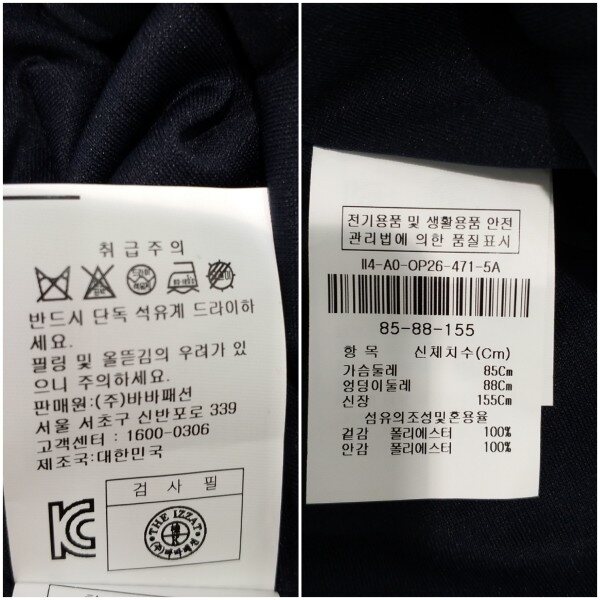 취급주의
반드시 단독 석유계 드라이하
세요.
필링 및 올뜯김의 우려가 있
으니 주의하세요.
판매원:(주)바바패션
서울 서초구 신반포로 339
고객센터 : 1600-0306
제조국:대한민국
검사필
THE IZZAT
(주)바바패션
전기용품 및 생활용품 안전
관리법에 의한 품질표시
II4-A0-OP26-471-5A
85-88-155
항 목 신체치수(Cm)
가슴둘레 85Cm
엉덩이둘레 88Cm
신장 155Cm
섬유의조성및혼용율
겉감 폴리에스터 100%
안감 폴리에스터 100%